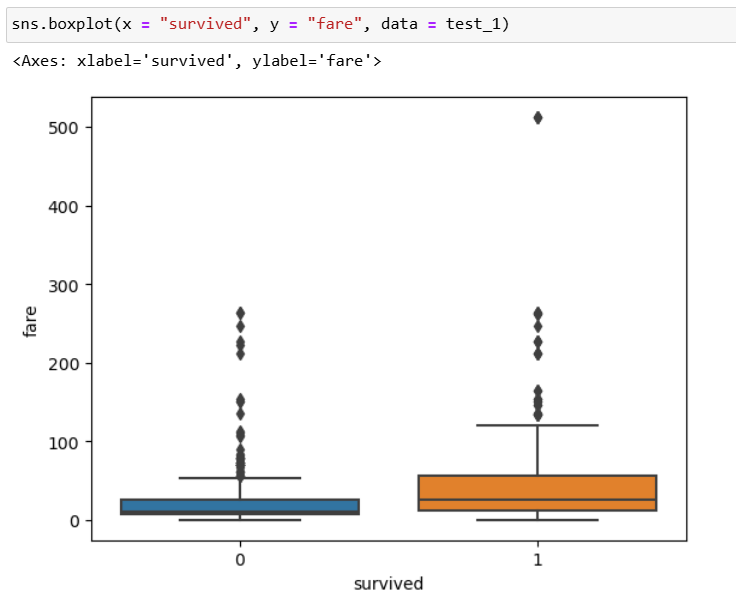 sns.boxplot(x = "survived", y = "fare", data = test_1)
<Axes: xlabel='survived', ylabel='fare'>
500
400
300
200
100
0
fare
0 1
survived